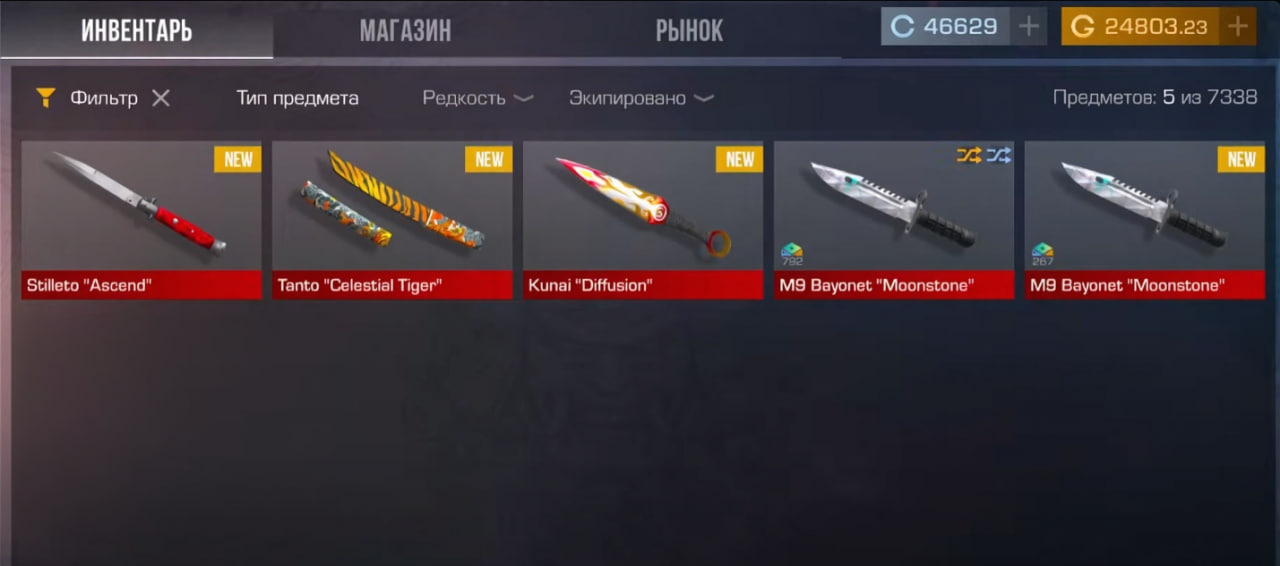 ИНВЕНТАРЬ
МАГАЗИН
РЫНОК
C 46629 +
G 24803.23 +
Фильтр
Тип предмета
Редкость
Экипировано
Предметов: 5 из 7338
NEW
NEW
NEW
NEW
792
267
Stilleto "Ascend"
Tanto "Celestial Tiger"
Kunai "Diffusion"
M9 Bayonet "Moonstone"
M9 Bayonet "Moonstone"